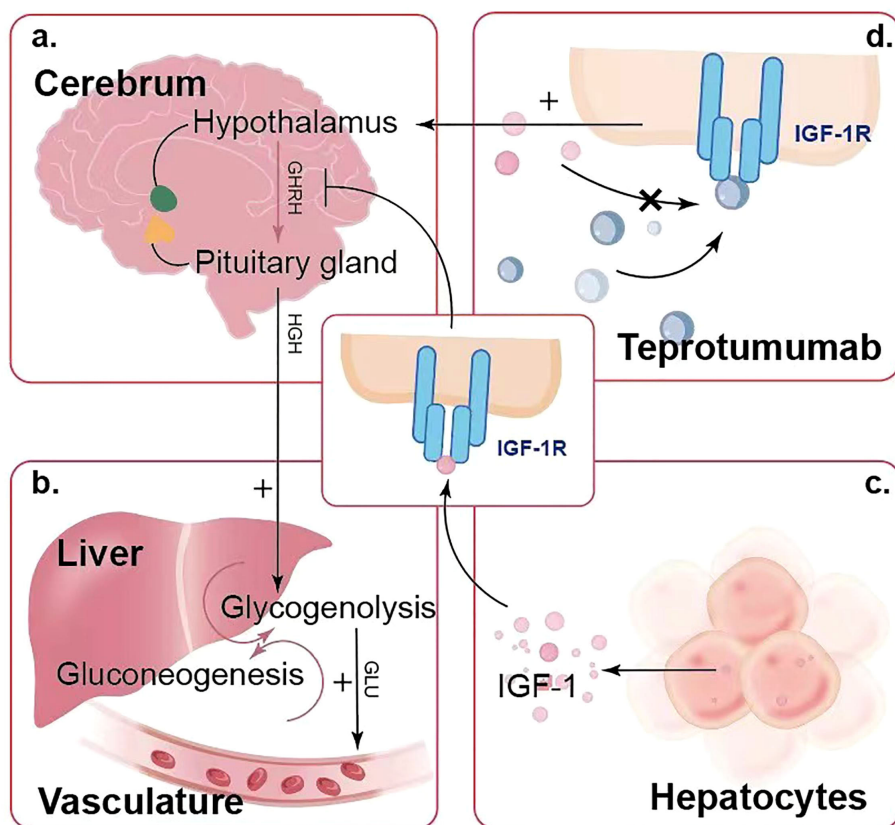 a.
Cerebrum
Hypothalamus
GHRH
Pituitary gland
HGH
+
d.
+
IGF-1R
Teprotumumab
IGF-1R
b.
+
Liver
Glycogenolysis
Gluconeogenesis
+
GLU
Vasculature
c.
IGF-1
Hepatocytes